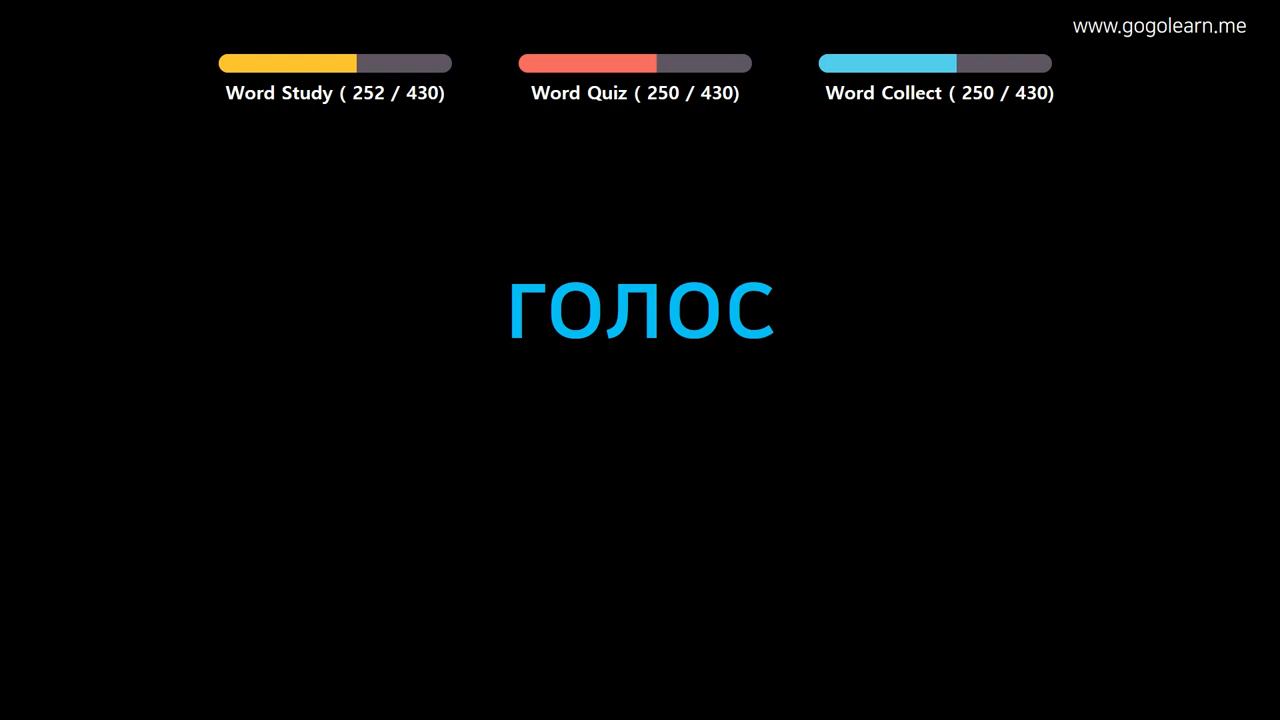 www.gogolearn.me
Word Study ( 252 / 430)
Word Quiz ( 250 / 430)
Word Collect ( 250 / 430)
голос